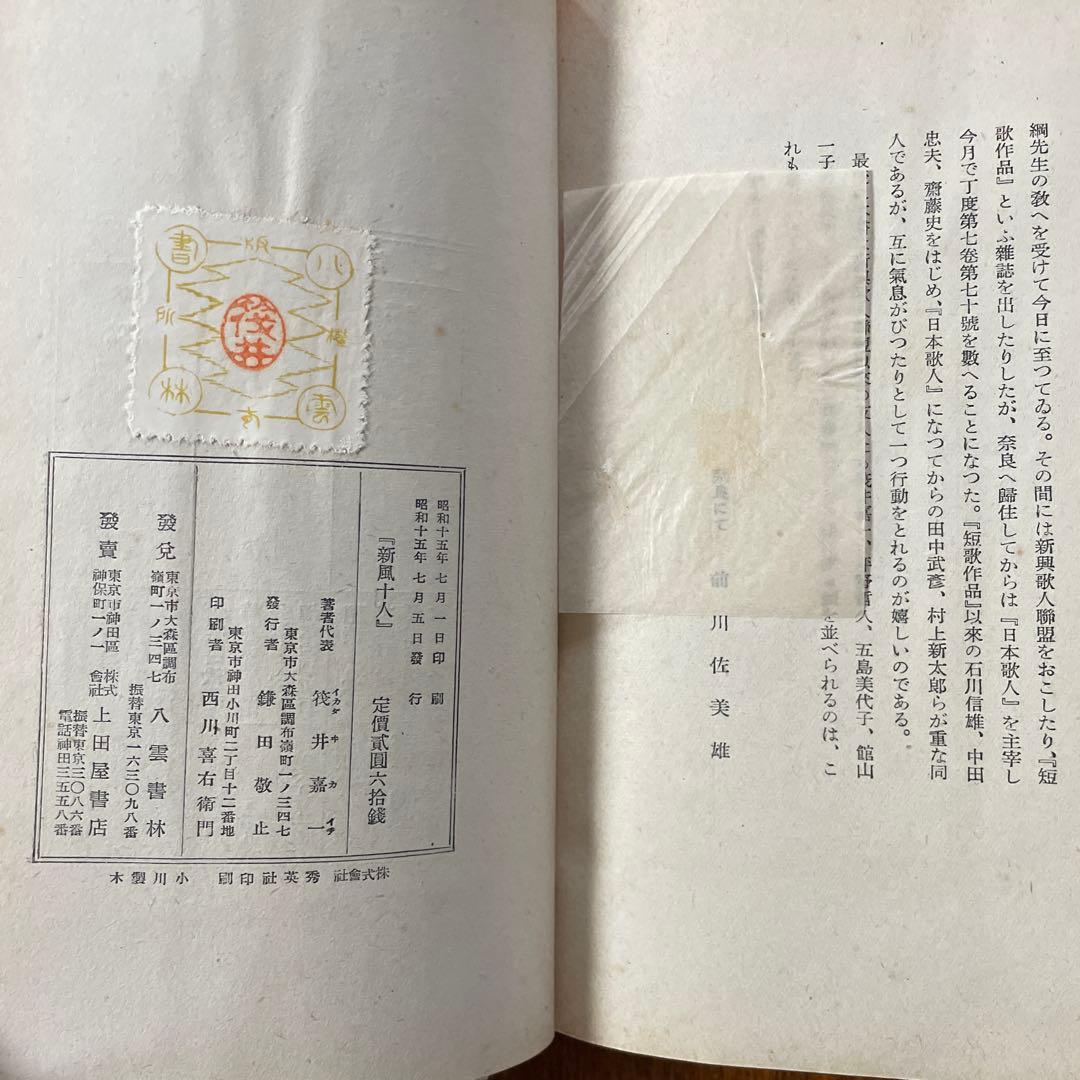 綱先生の敎へを受けて今日に至つてゐる。その間には新興歌人聯盟をおこしたり、『短
歌作品』といふ雜誌を出したりしたが、奈良へ歸住してからは『日本歌人』を主宰し
今月で丁度第七卷第七十號を數へることになつた。『短歌作品』以來の石川信雄、中田
忠夫、齋藤史をはじめ、『日本歌人』になつてからの田中武彥、村上新太郎らが重な同
人であるが、互に氣息がぴつたりとして一つ行動をとれるのが嬉しいのである。
最
人、五島美代子、館山
一子
を並べられるのは、こ
れも
奈良にて
前川佐美雄
八雲書林
版權所有
筏井
昭和十五年七月一日印刷
昭和十五年七月五日發行
『新風十人』
定價貳圓六拾錢
著者代表 筏井嘉一
イカダ ヰ カ イチ
東京市大森區調布嶺町一ノ三四七
發行者 鎌田敬止
東京市神田小川町二丁目十二番地
印刷者 西川喜右衞門
發兌 東京市大森區調布嶺町一ノ三四七 八雲書林
振替東京一六三〇九八番
發賣 東京市神田區神保町一ノ一 株式會社 上田屋書店
振替東京三〇八六番
電話神田三五五八番
株式會社 秀英社印刷 小川製本